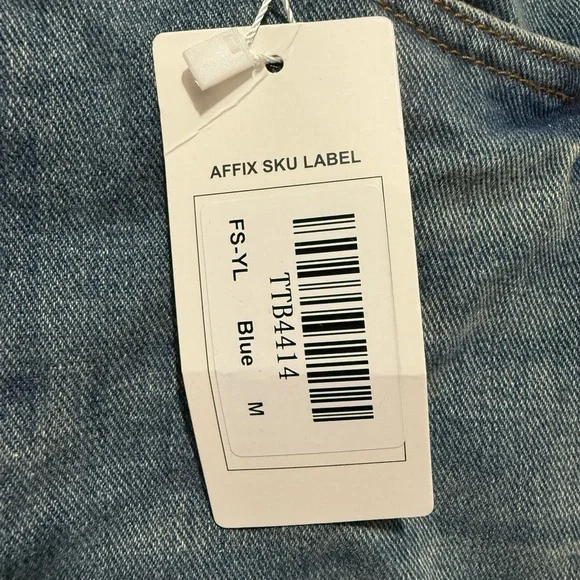 AFFIX SKU LABEL
TTB4414
FS-YL Blue M